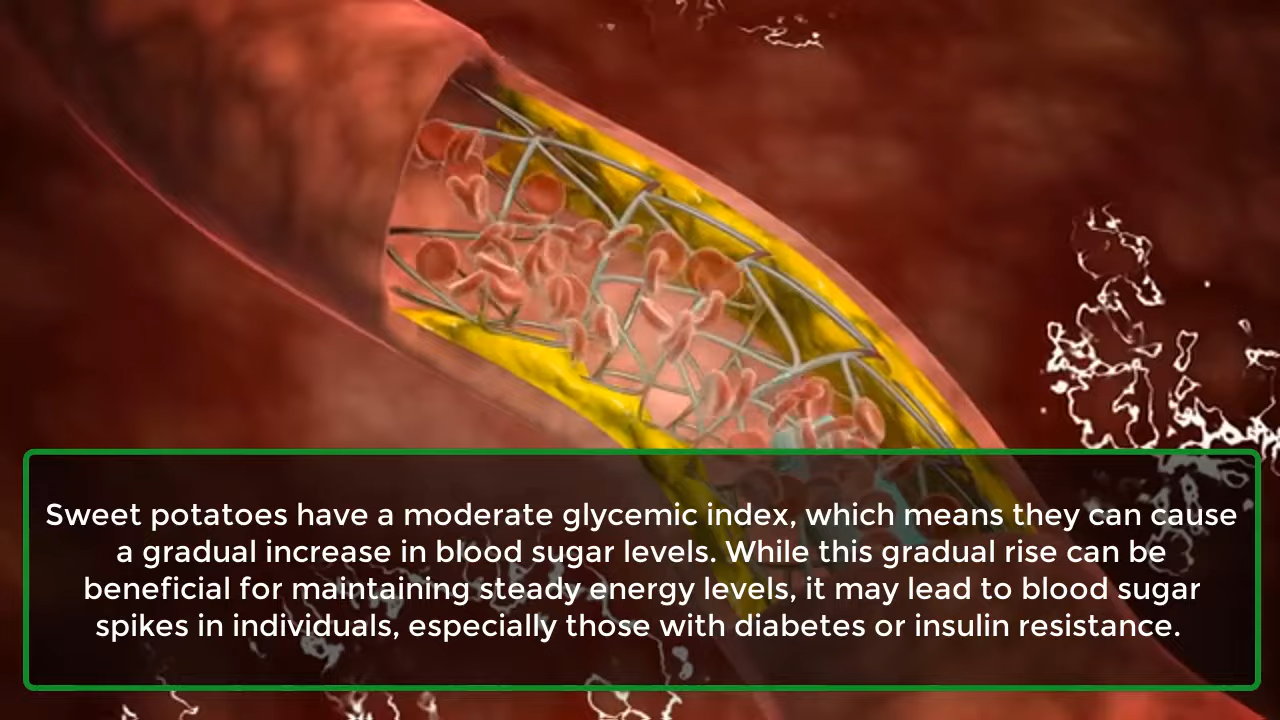 Sweet potatoes have a moderate glycemic index, which means they can cause
a gradual increase in blood sugar levels. While this gradual rise can be
beneficial for maintaining steady energy levels, it may lead to blood sugar
spikes in individuals, especially those with diabetes or insulin resistance.